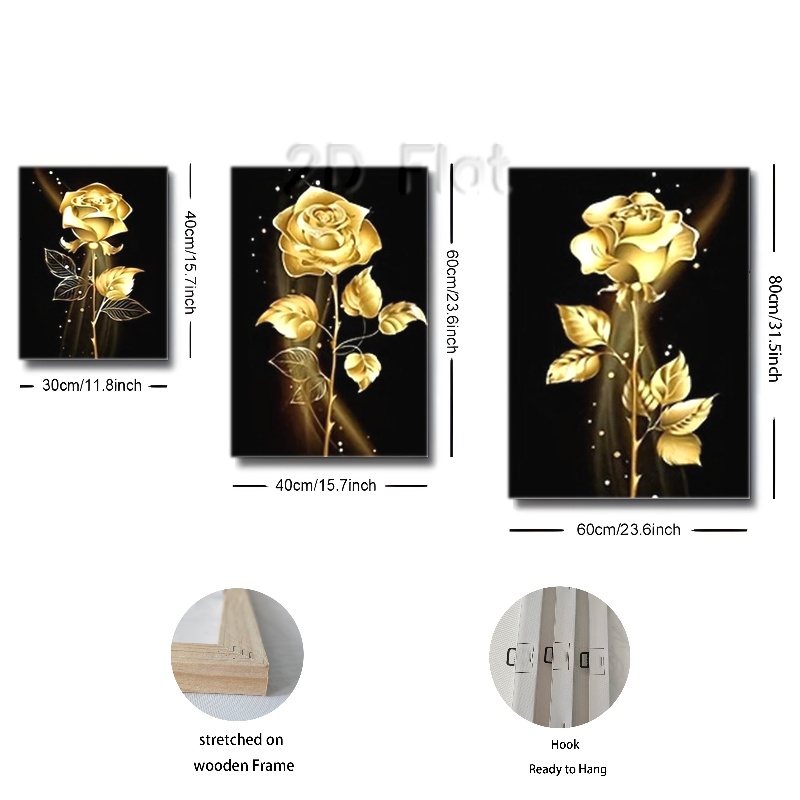 2D Flat
40cm/15.7inch
60cm/23.6inch
80cm/31.5inch
30cm/11.8inch
40cm/15.7inch
60cm/23.6inch
stretched on
wooden Frame
Hook
Ready to Hang